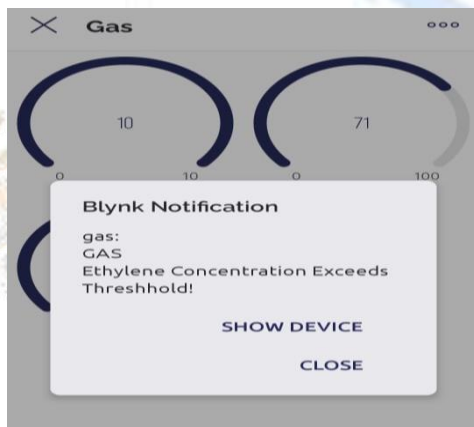 Gas
10
71
0
10
0
100
Blynk Notification
gas:
GAS
Ethylene Concentration Exceeds
Threshhold!
SHOW DEVICE
CLOSE